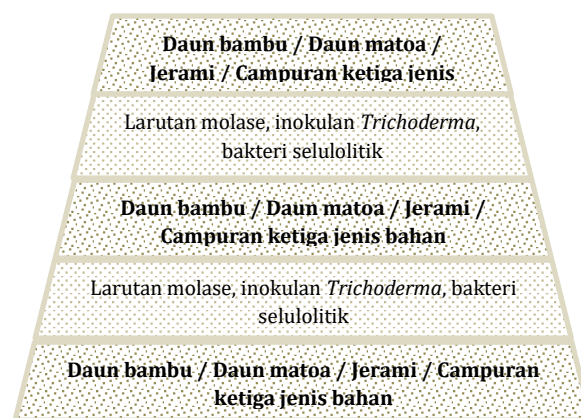 Daun bambu / Daun matoa /
Jerami / Campuran ketiga jenis
Larutan molase, inokulan Trichoderma,
bakteri selulolitik
Daun bambu / Daun matoa / Jerami /
Campuran ketiga jenis bahan
Larutan molase, inokulan Trichoderma, bakteri
selulolitik
Daun bambu / Daun matoa / Jerami / Campuran
ketiga jenis bahan